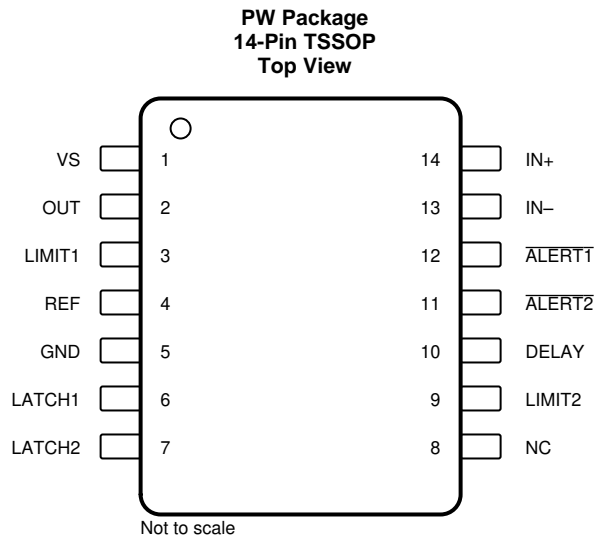 PW Package
14-Pin TSSOP
Top View
VS 1 14 IN+
OUT 2 13 IN–
LIMIT1 3 12 ALERT1
REF 4 11 ALERT2
GND 5 10 DELAY
LATCH1 6 9 LIMIT2
LATCH2 7 8 NC
Not to scale